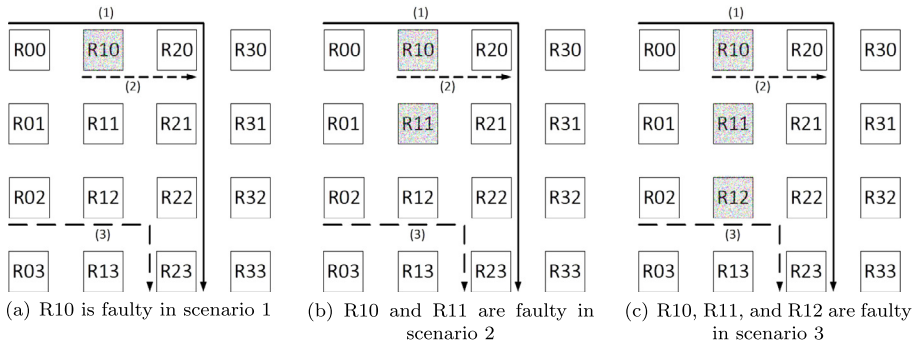 (1) (1) (1)
R00 R10 R20 R30 R00 R10 R20 R30 R00 R10 R20 R30
(2) (2) (2)
R01 R11 R21 R31 R01 R11 R21 R31 R01 R11 R21 R31
R02 R12 R22 R32 R02 R12 R22 R32 R02 R12 R22 R32
(3) (3) (3)
R03 R13 R23 R33 R03 R13 R23 R33 R03 R13 R23 R33
(a) R10 is faulty in scenario 1
(b) R10 and R11 are faulty in
scenario 2
(c) R10, R11, and R12 are faulty
in scenario 3